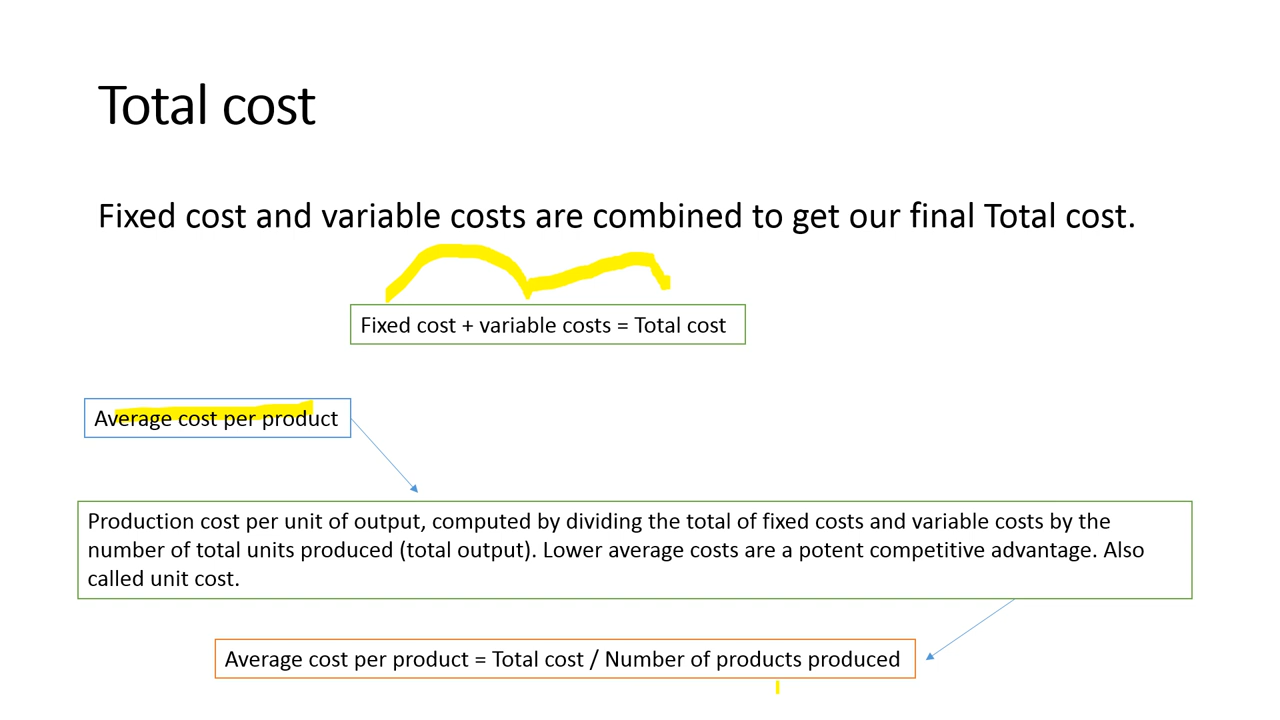 Total cost
Fixed cost and variable costs are combined to get our final Total cost.
Fixed cost + variable costs = Total cost
Average cost per product
Production cost per unit of output, computed by dividing the total of fixed costs and variable costs by the
number of total units produced (total output). Lower average costs are a potent competitive advantage. Also
called unit cost.
Average cost per product = Total cost / Number of products produced